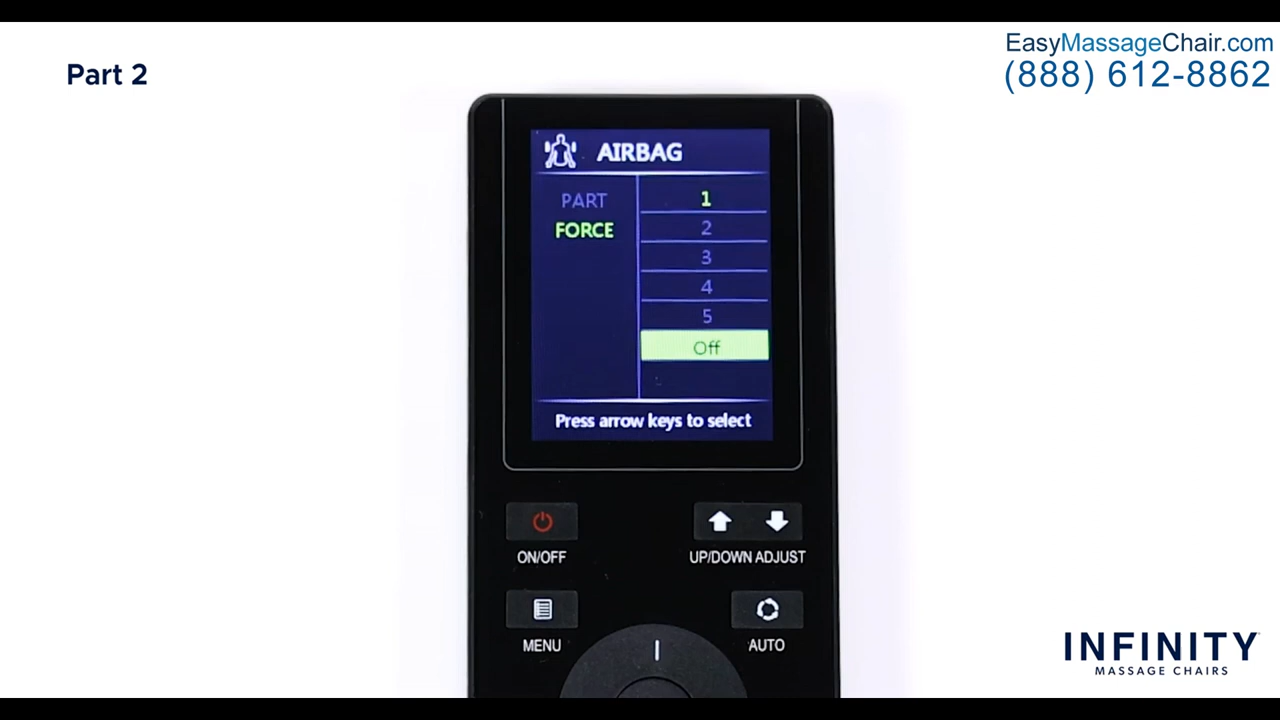 Part 2
EasyMassageChair.com
(888) 612-8862
AIRBAG
PART
FORCE
1
2
3
4
5
Off
Press arrow keys to select
ON/OFF
UP/DOWN ADJUST
MENU
AUTO
INFINITY
MASSAGE CHAIRS